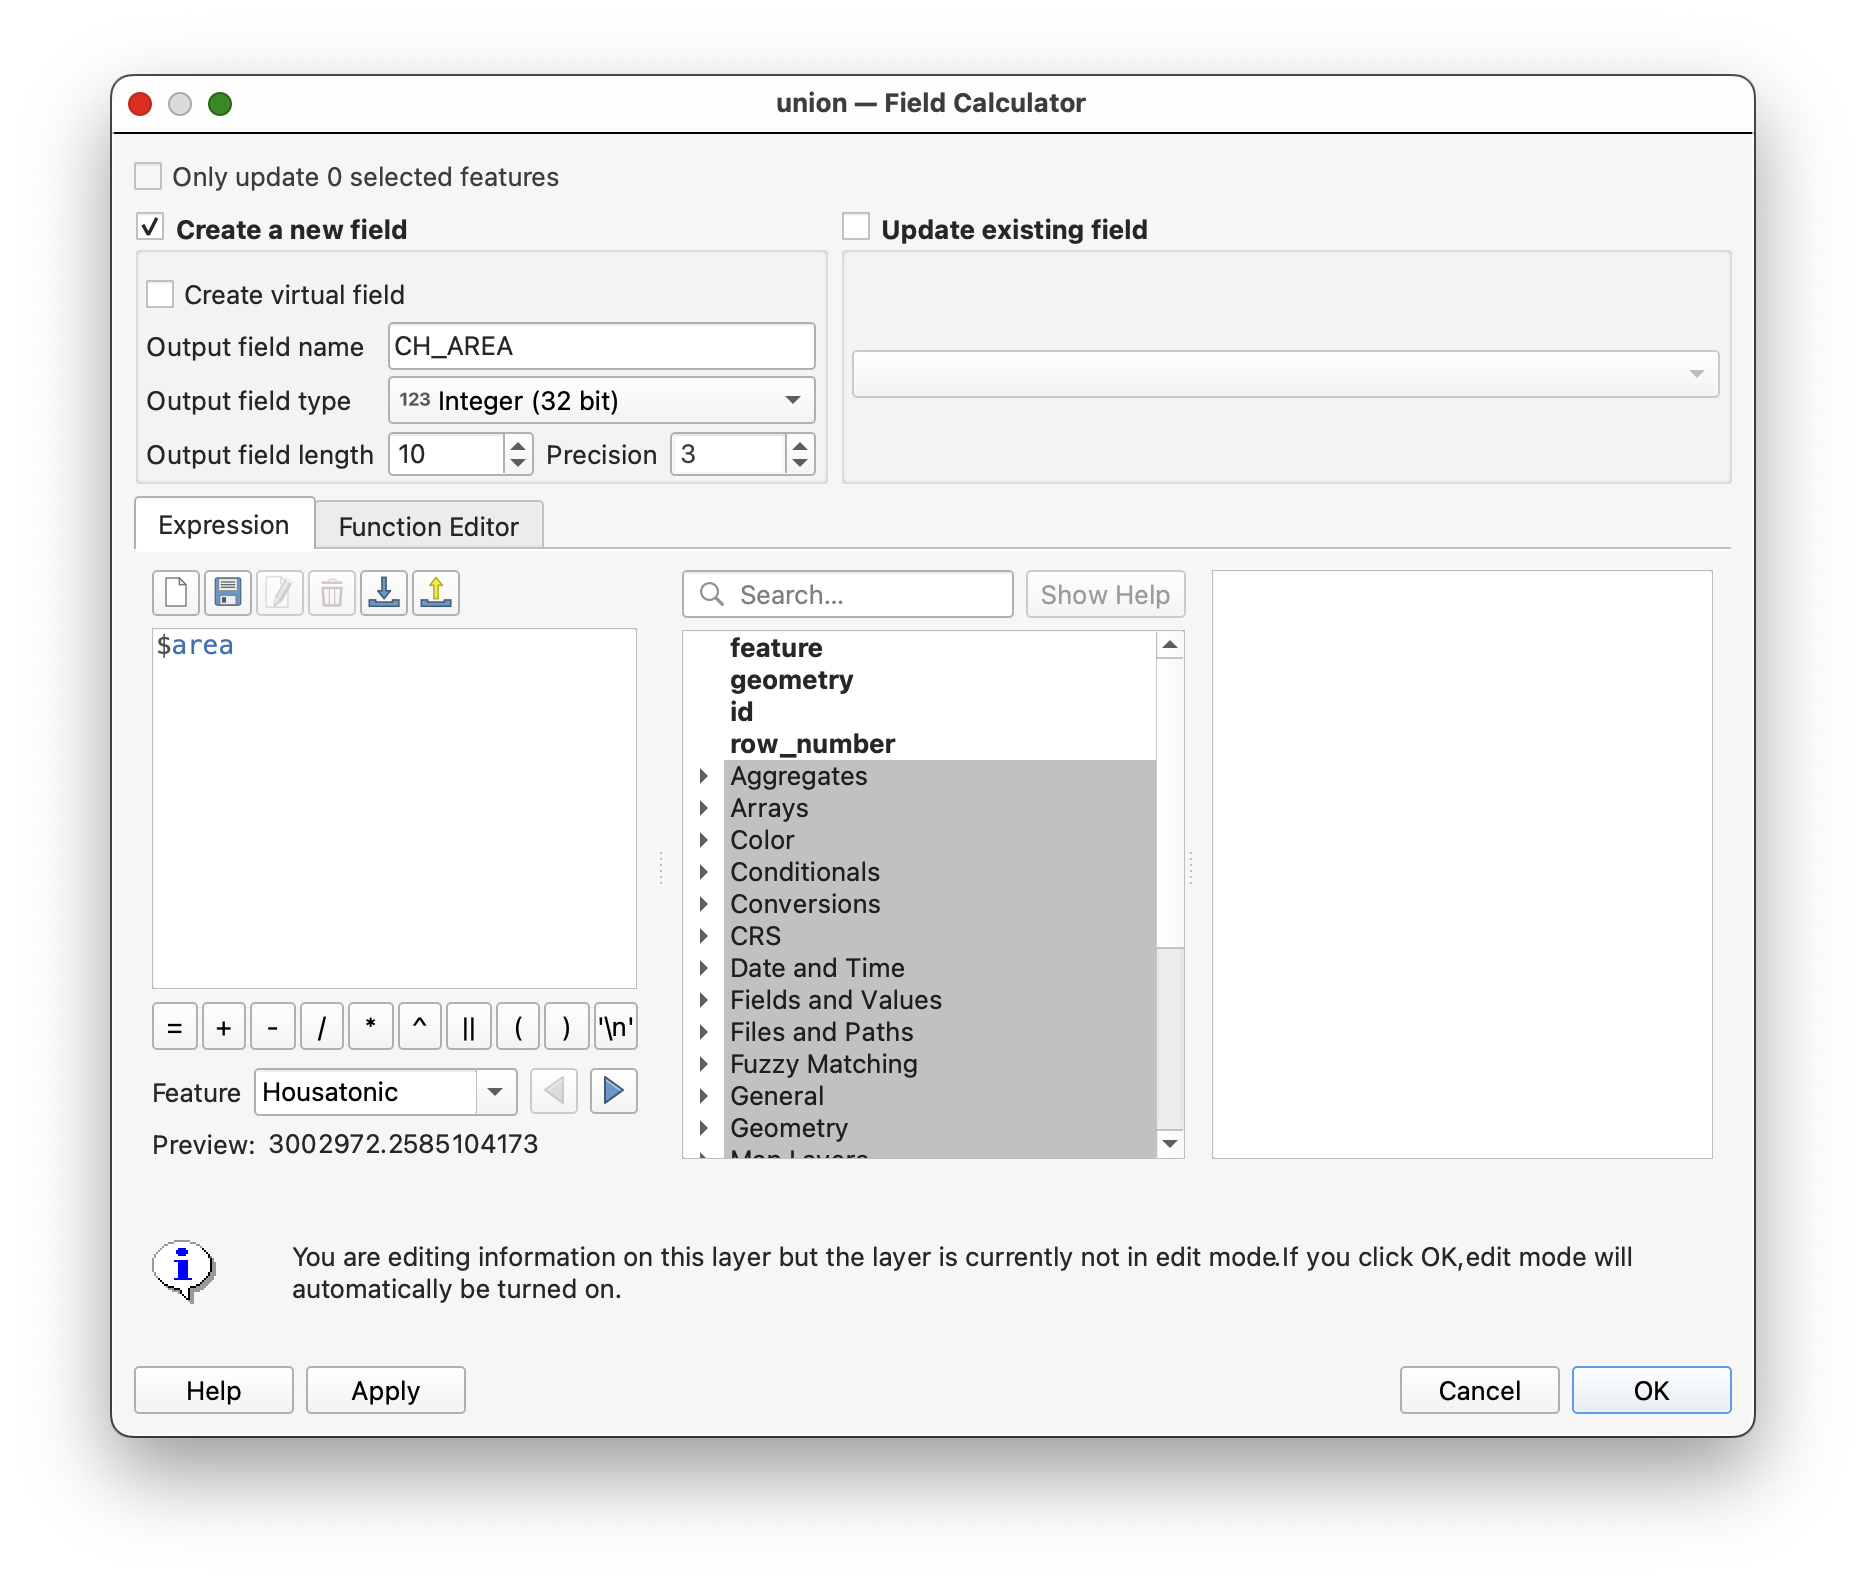 union — Field Calculator
Only update 0 selected features
Create a new field
Update existing field
Create virtual field
Output field name CH_AREA
Output field type 123 Integer (32 bit)
Output field length 10 Precision 3
Expression Function Editor
Search... Show Help
$area
feature
geometry
id
row_number
Aggregates
Arrays
Color
Conditionals
Conversions
CRS
Date and Time
Fields and Values
Files and Paths
Fuzzy Matching
General
Geometry
Map Layers
= + - / * ^ || ( ) '\n'
Feature Housatonic
Preview: 3002972.2585104173
You are editing information on this layer but the layer is currently not in edit mode.If you click OK,edit mode will
automatically be turned on.
Help Apply Cancel OK